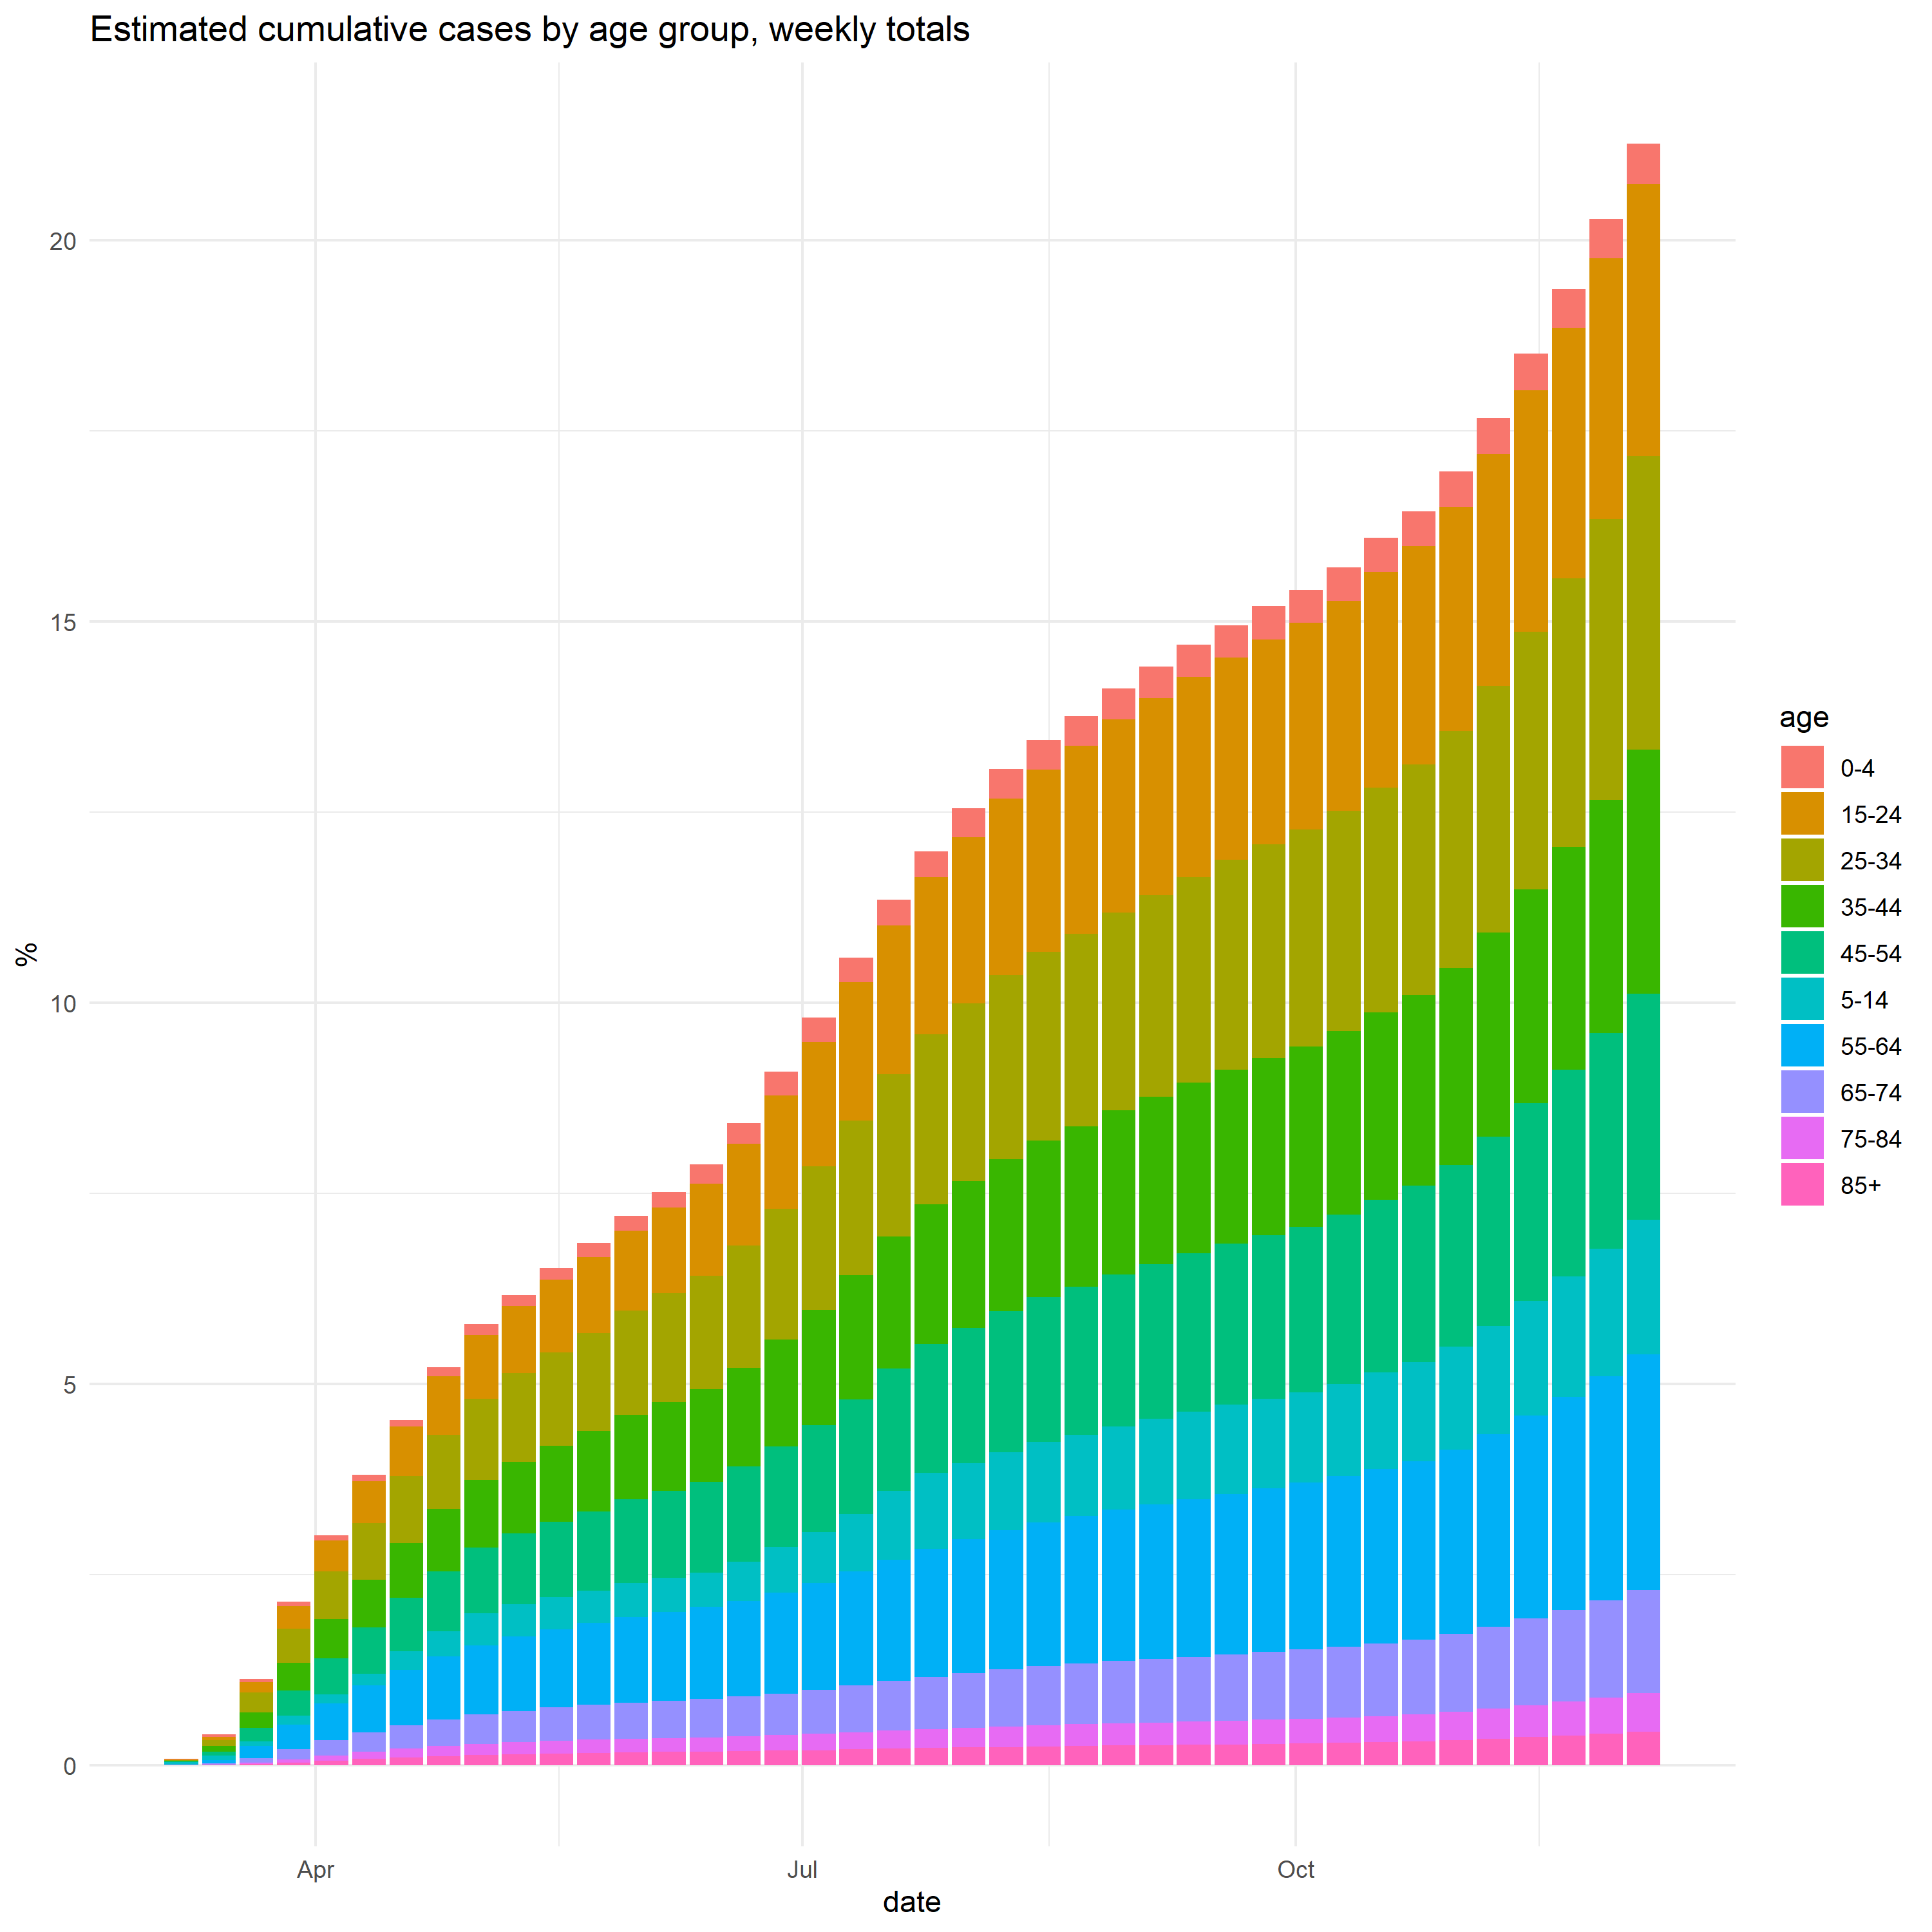 Estimated cumulative cases by age group, weekly totals
20
15
10
5
0
%
Apr
Jul
Oct
date
age
0-4
15-24
25-34
35-44
45-54
5-14
55-64
65-74
75-84
85+